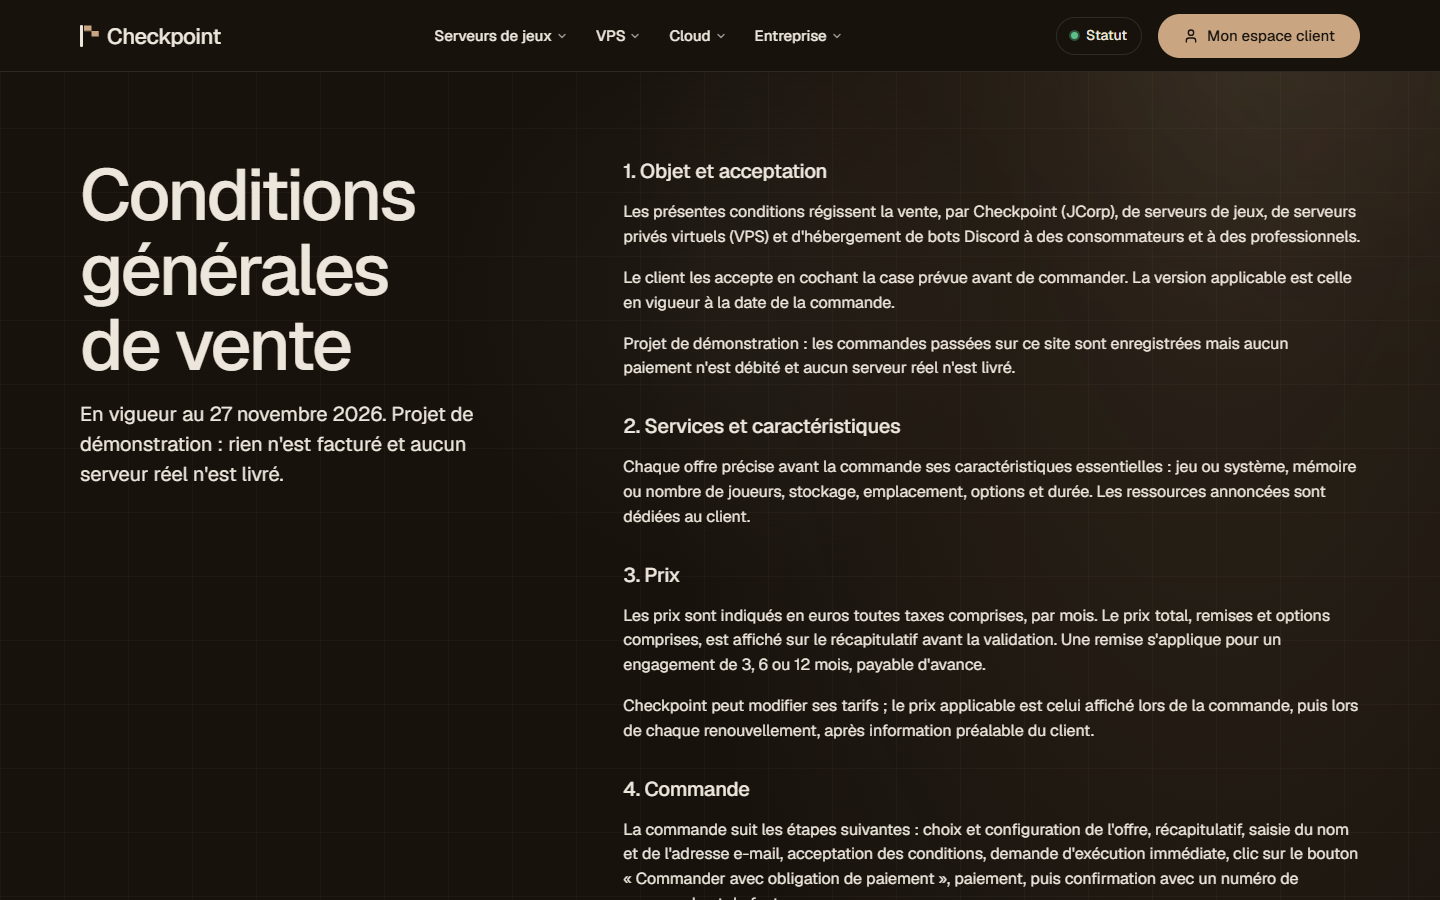 Checkpoint
Serveurs de jeux
VPS
Cloud
Entreprise
Statut
Mon espace client
Conditions
générales
de vente
En vigueur au 27 novembre 2026. Projet de
démonstration : rien n'est facturé et aucun
serveur réel n'est livré.
1. Objet et acceptation
Les présentes conditions régissent la vente, par Checkpoint (JCorp), de serveurs de jeux, de serveurs
privés virtuels (VPS) et d'hébergement de bots Discord à des consommateurs et à des professionnels.
Le client les accepte en cochant la case prévue avant de commander. La version applicable est celle
en vigueur à la date de la commande.
Projet de démonstration : les commandes passées sur ce site sont enregistrées mais aucun
paiement n'est débité et aucun serveur réel n'est livré.
2. Services et caractéristiques
Chaque offre précise avant la commande ses caractéristiques essentielles : jeu ou système, mémoire
ou nombre de joueurs, stockage, emplacement, options et durée. Les ressources annoncées sont
dédiées au client.
3. Prix
Les prix sont indiqués en euros toutes taxes comprises, par mois. Le prix total, remises et options
comprises, est affiché sur le récapitulatif avant la validation. Une remise s'applique pour un
engagement de 3, 6 ou 12 mois, payable d'avance.
Checkpoint peut modifier ses tarifs ; le prix applicable est celui affiché lors de la commande, puis lors
de chaque renouvellement, après information préalable du client.
4. Commande
La commande suit les étapes suivantes : choix et configuration de l'offre, récapitulatif, saisie du nom
et de l'adresse e-mail, acceptation des conditions, demande d'exécution immédiate, clic sur le bouton
« Commander avec obligation de paiement », paiement, puis confirmation avec un numéro de